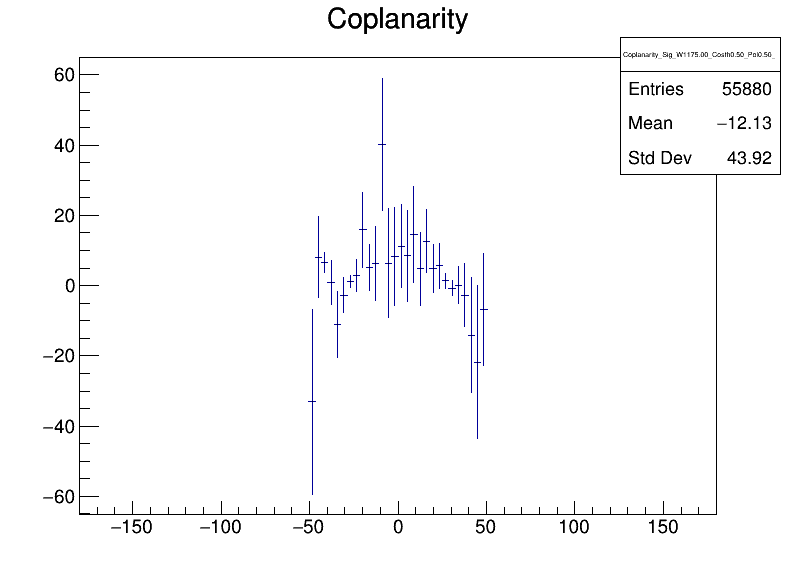 Coplanarity
Coplanarity_Sig_W1175.00_Costh0.50_Pol0.50_
Entries 55880
Mean −12.13
Std Dev 43.92
60
40
20
0
−20
−40
−60
−150 −100 −50 0 50 100 150